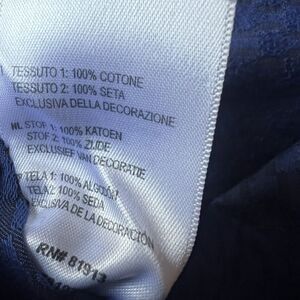 IT TESSUTO 1: 100% COTONE
TESSUTO 2: 100% SETA
EXCLUSIVA DELLA DECORAZIONE
NL STOF 1: 100% KATOEN
STOF 2: 100% ZIJDE
EXCLUSIEF VAN DECORATIE
TELA 1: 100% ALGODÓN
TELA 2: 100% SEDA
EXCLUSIVA DE LA DECORACIÓN
RN# 81913